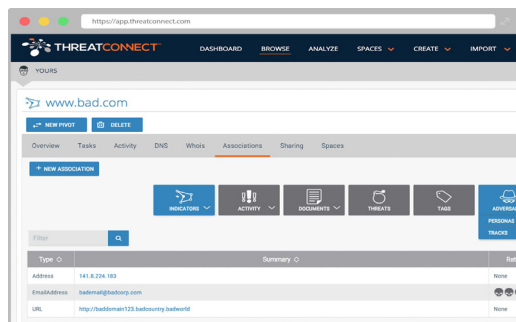 https://app.threatconnect.com
THREATCONNECT DASHBOARD BROWSE ANALYZE SPACES CREATE IMPORT
YOURS
www.bad.com
NEW PIVOT DELETE
Overview Tasks Activity DNS Whois Associations Sharing Spaces
+ NEW ASSOCIATION
INDICATORS ACTIVITY DOCUMENTS THREATS TAGS
PERSONAS
TRACKS
Filter
Type Summary
Address 141.8.224.183 None
EmailAddress bademail@badcorp.com
URL http://baddomain123.badcountry.badworld None